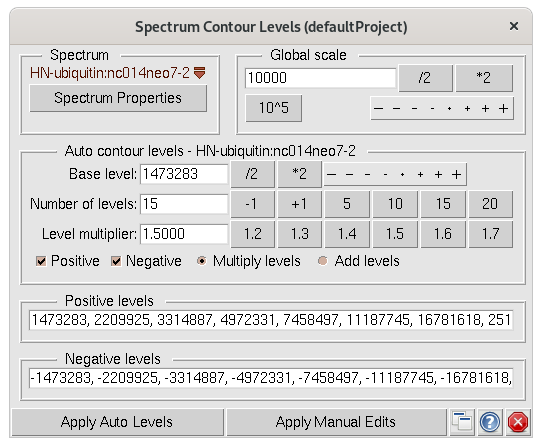 Spectrum Contour Levels (defaultProject)
Spectrum
HN-ubiquitin:nc014neo7-2
Spectrum Properties
Global scale
10000 /2 *2
10^5 − − − − · + + + +
Auto contour levels - HN-ubiquitin:nc014neo7-2
Base level: 1473283 /2 *2 − − − − · + + + +
Number of levels: 15 -1 +1 5 10 15 20
Level multiplier: 1.5000 1.2 1.3 1.4 1.5 1.6 1.7
Positive Negative Multiply levels Add levels
Positive levels
1473283, 2209925, 3314887, 4972331, 7458497, 11187745, 16781618, 251
Negative levels
-1473283, -2209925, -3314887, -4972331, -7458497, -11187745, -16781618,
Apply Auto Levels Apply Manual Edits ?